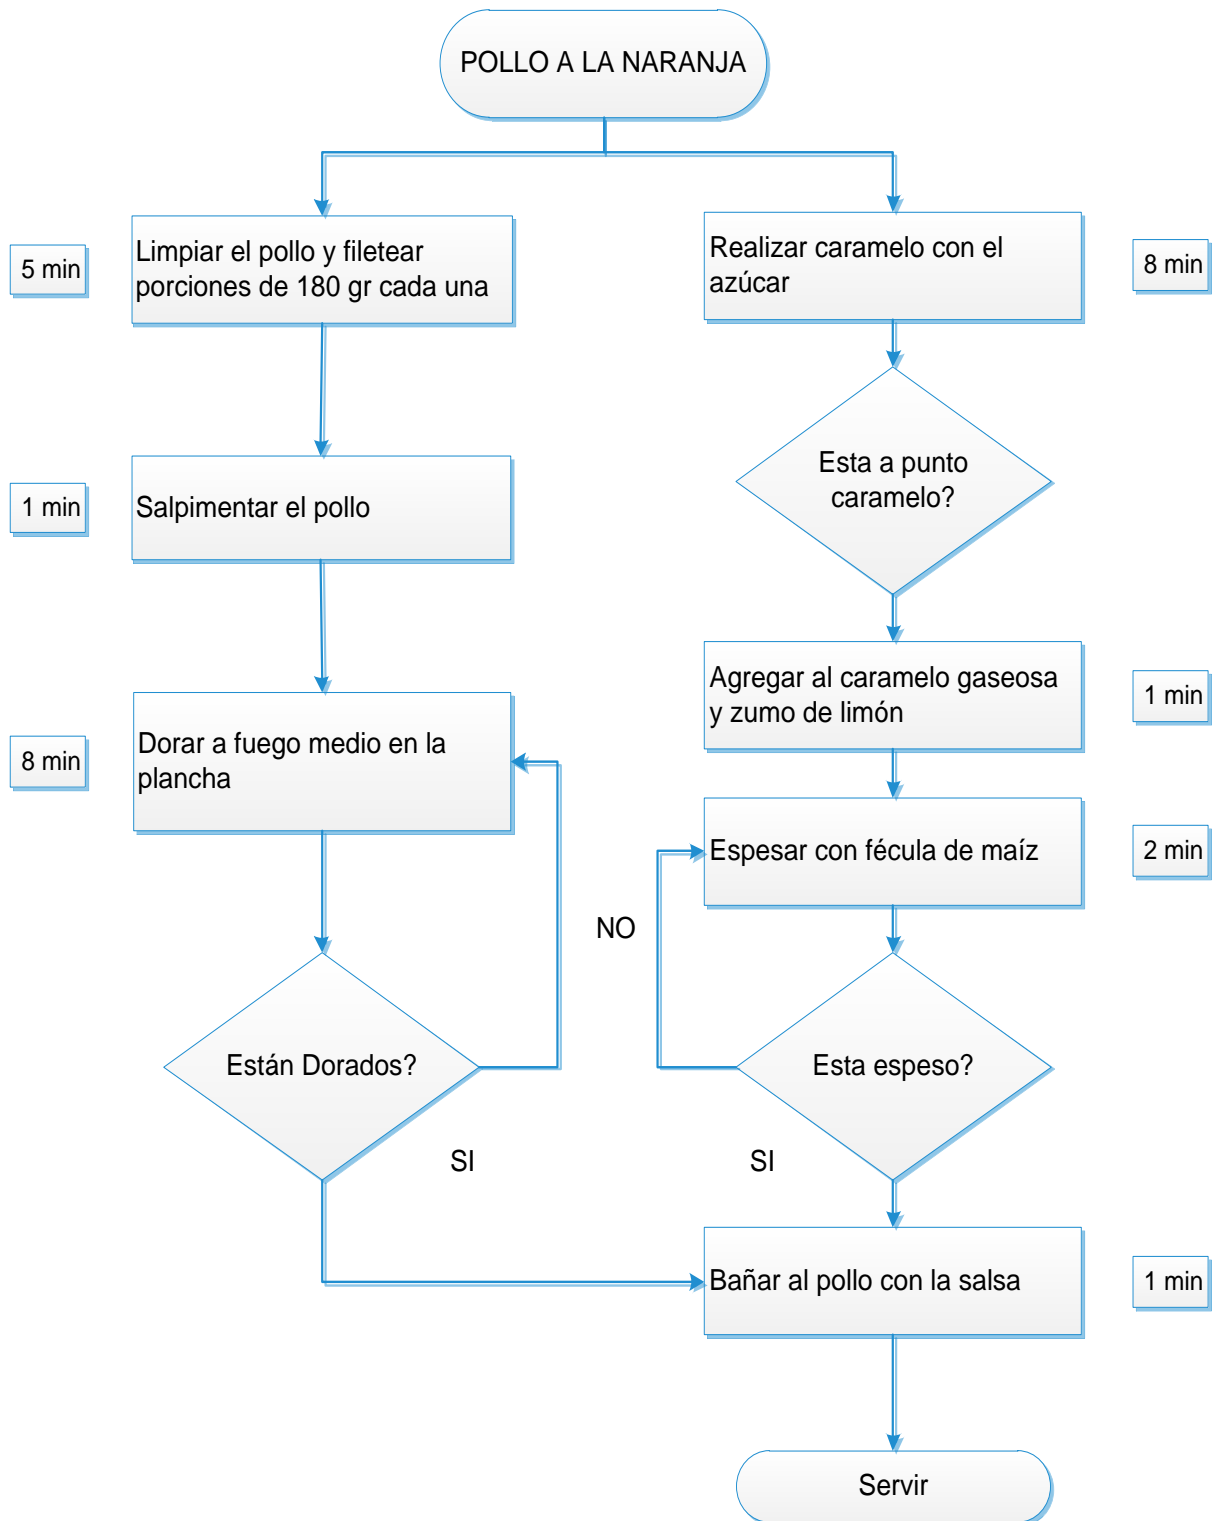 POLLO A LA NARANJA
5 min
Limpiar el pollo y filetear
porciones de 180 gr cada una
Realizar caramelo con el
azúcar
8 min
Esta a punto
caramelo?
1 min
Salpimentar el pollo
Agregar al caramelo gaseosa
y zumo de limón
1 min
8 min
Dorar a fuego medio en la
plancha
Espesar con fécula de maíz
2 min
NO
Están Dorados?
Esta espeso?
SI
SI
Bañar al pollo con la salsa
1 min
Servir